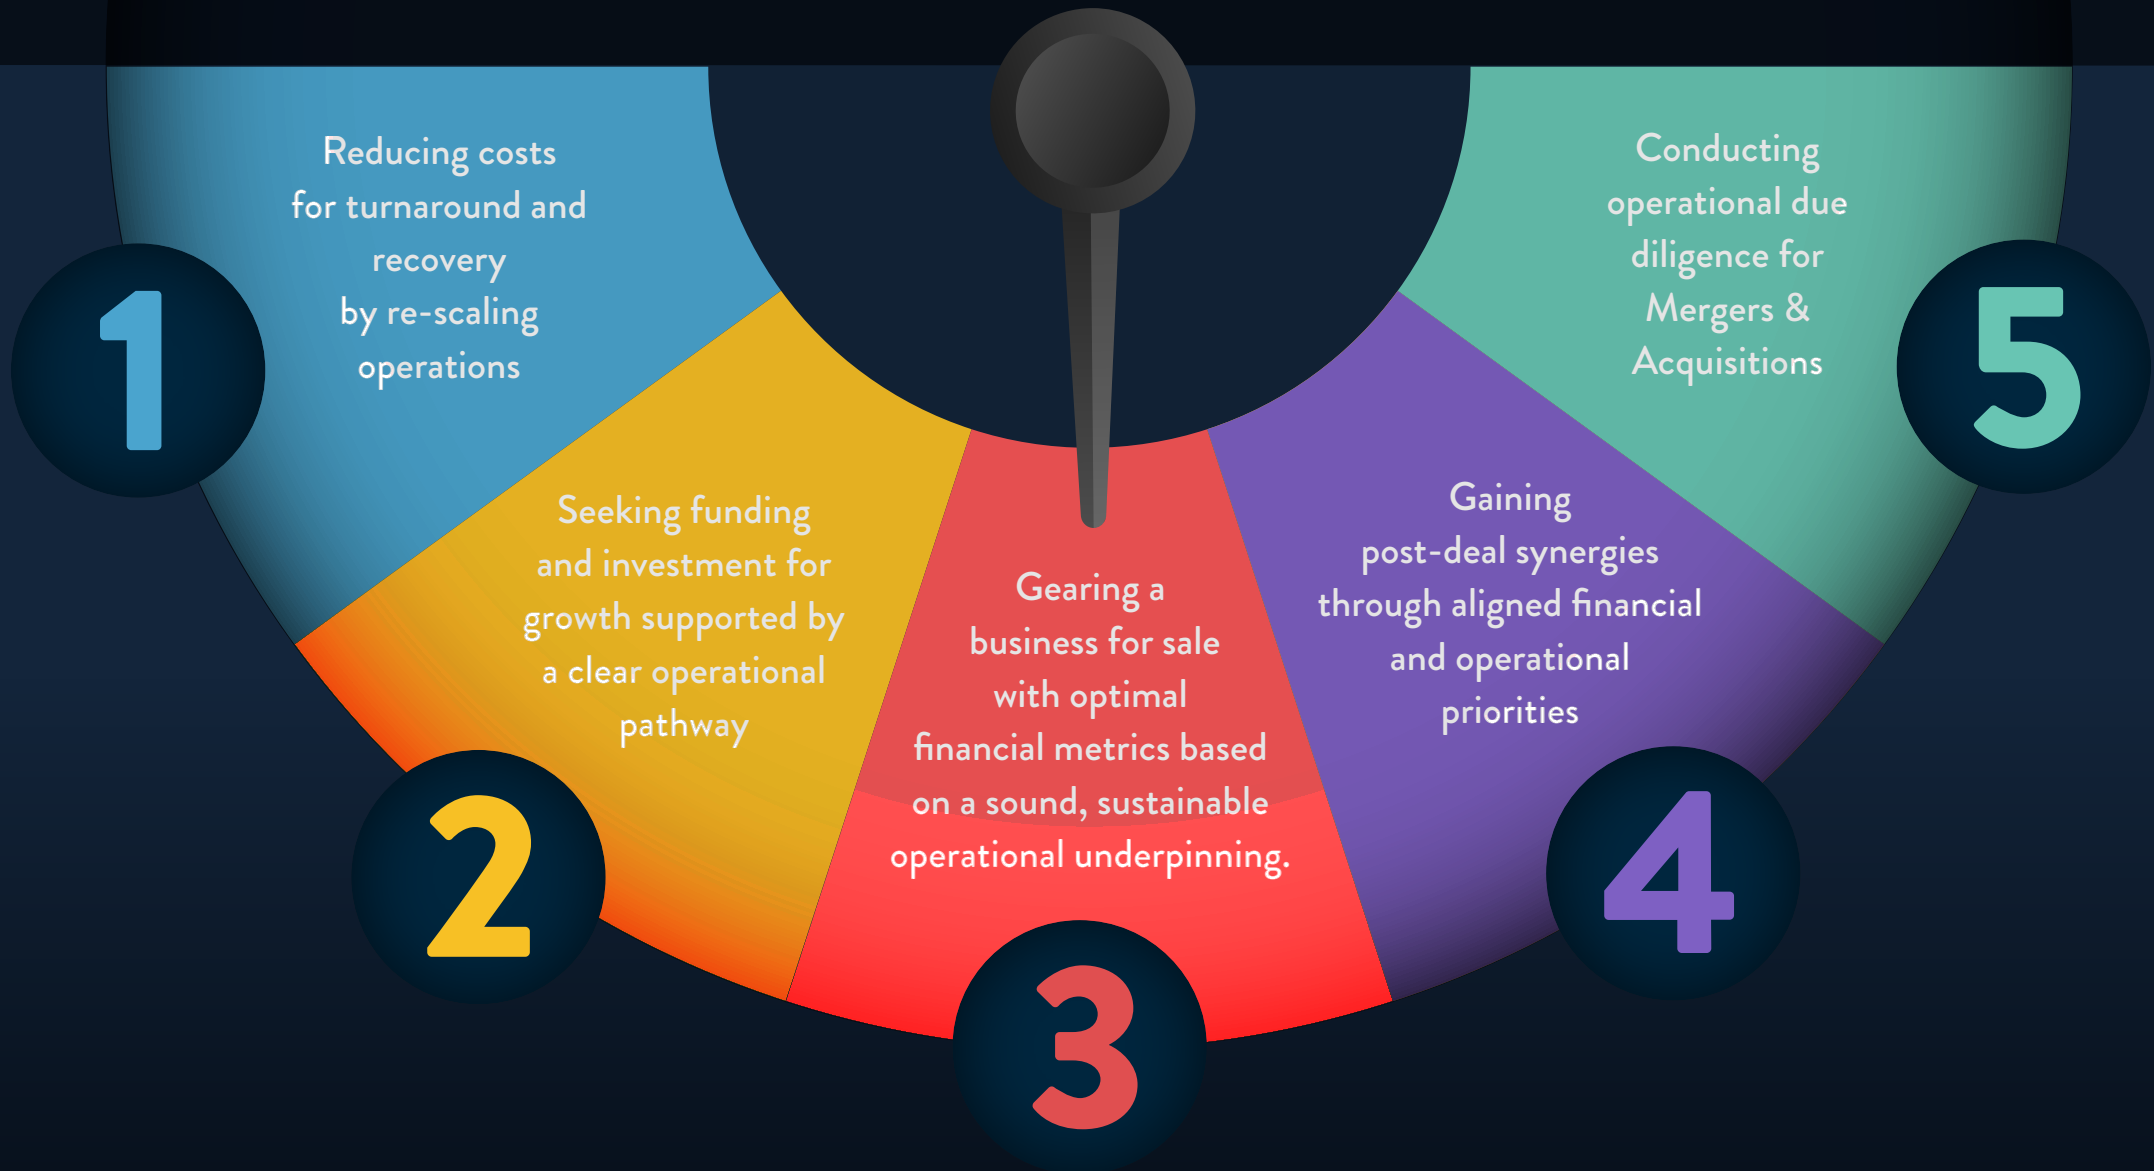 1
Reducing costs
for turnaround and
recovery
by re-scaling
operations
2
Seeking funding
and investment for
growth supported by
a clear operational
pathway
3
Gearing a
business for sale
with optimal
financial metrics based
on a sound, sustainable
operational underpinning.
4
Gaining
post-deal synergies
through aligned financial
and operational
priorities
5
Conducting
operational due
diligence for
Mergers &
Acquisitions